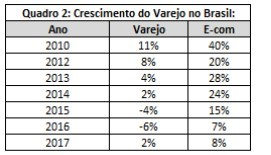 Quadro 2: Crescimento do Varejo no Brasil:
Ano Varejo E-com
2010 11% 40%
2012 8% 20%
2013 4% 28%
2014 2% 24%
2015 -4% 15%
2016 -6% 7%
2017 2% 8%